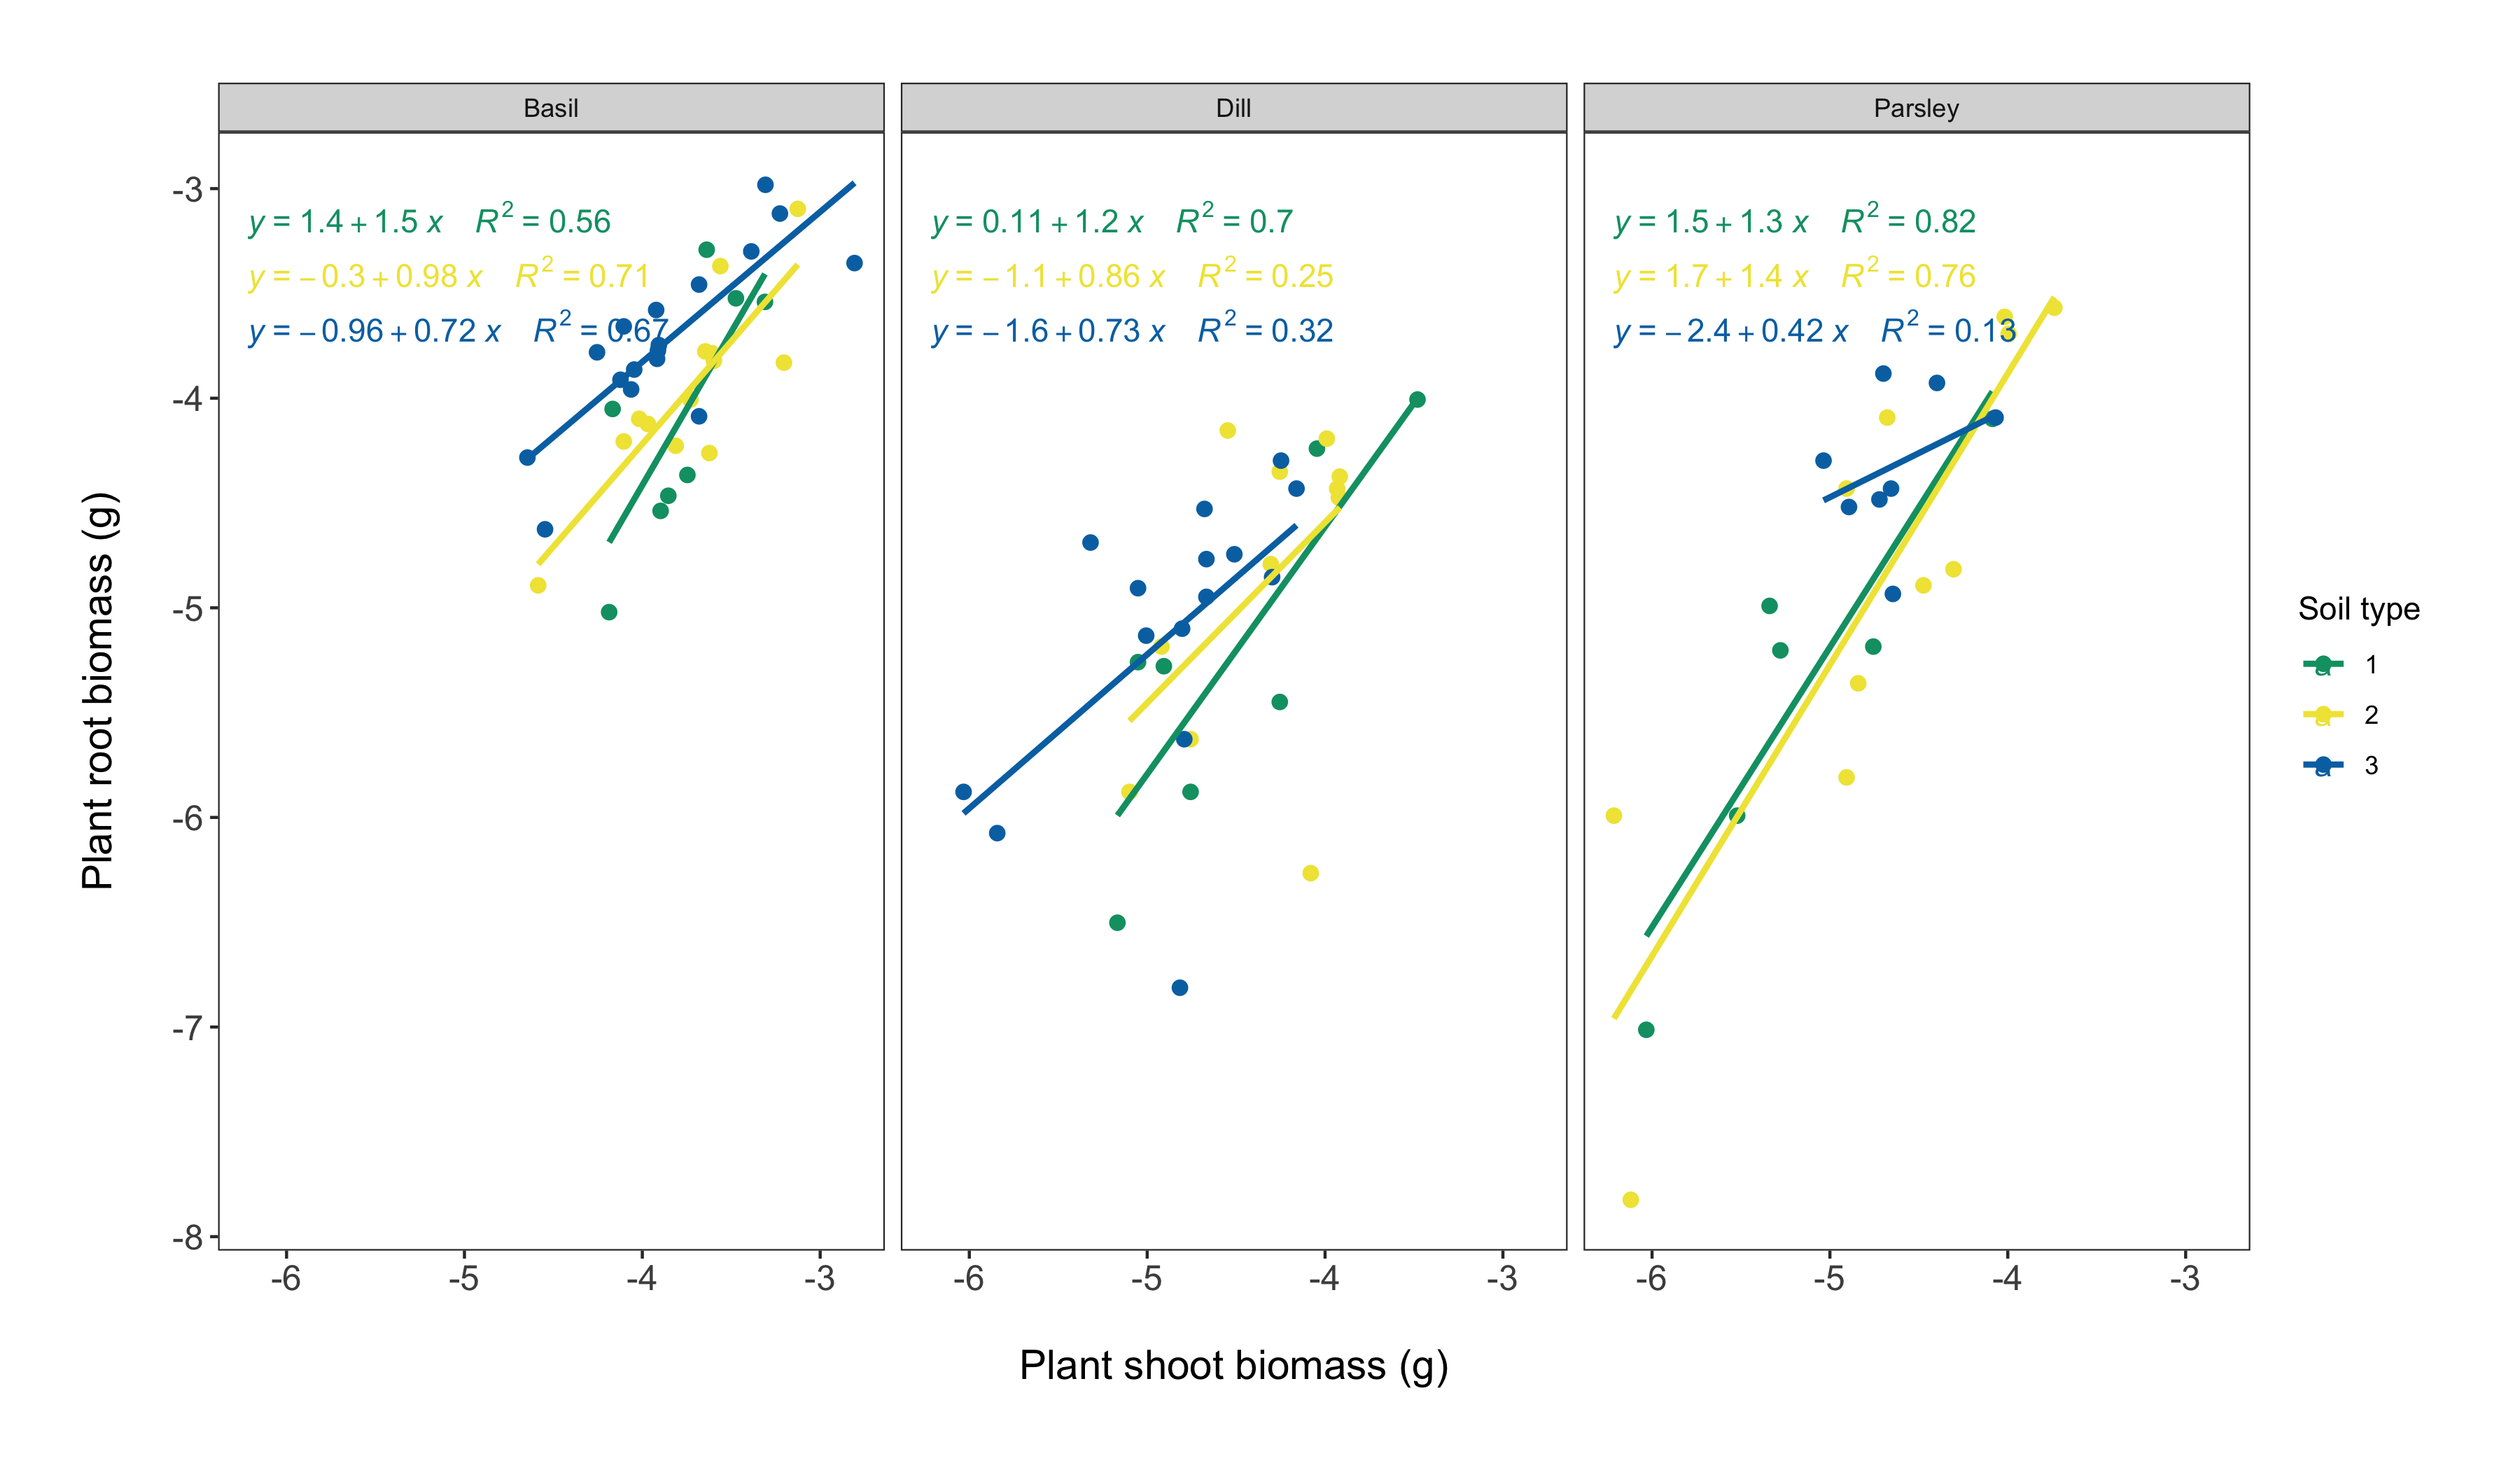 Basil
Dill
Parsley
y = 1.4 + 1.5 x R² = 0.56
y = − 0.3 + 0.98 x R² = 0.71
y = − 0.96 + 0.72 x R² = 0.67
y = 0.11 + 1.2 x R² = 0.7
y = − 1.1 + 0.86 x R² = 0.25
y = − 1.6 + 0.73 x R² = 0.32
y = 1.5 + 1.3 x R² = 0.82
y = 1.7 + 1.4 x R² = 0.76
y = − 2.4 + 0.42 x R² = 0.13
Plant root biomass (g)
-3
-4
-5
-6
-7
-8
-6 -5 -4 -3
-6 -5 -4 -3
-6 -5 -4 -3
Plant shoot biomass (g)
Soil type
a 1
a 2
a 3